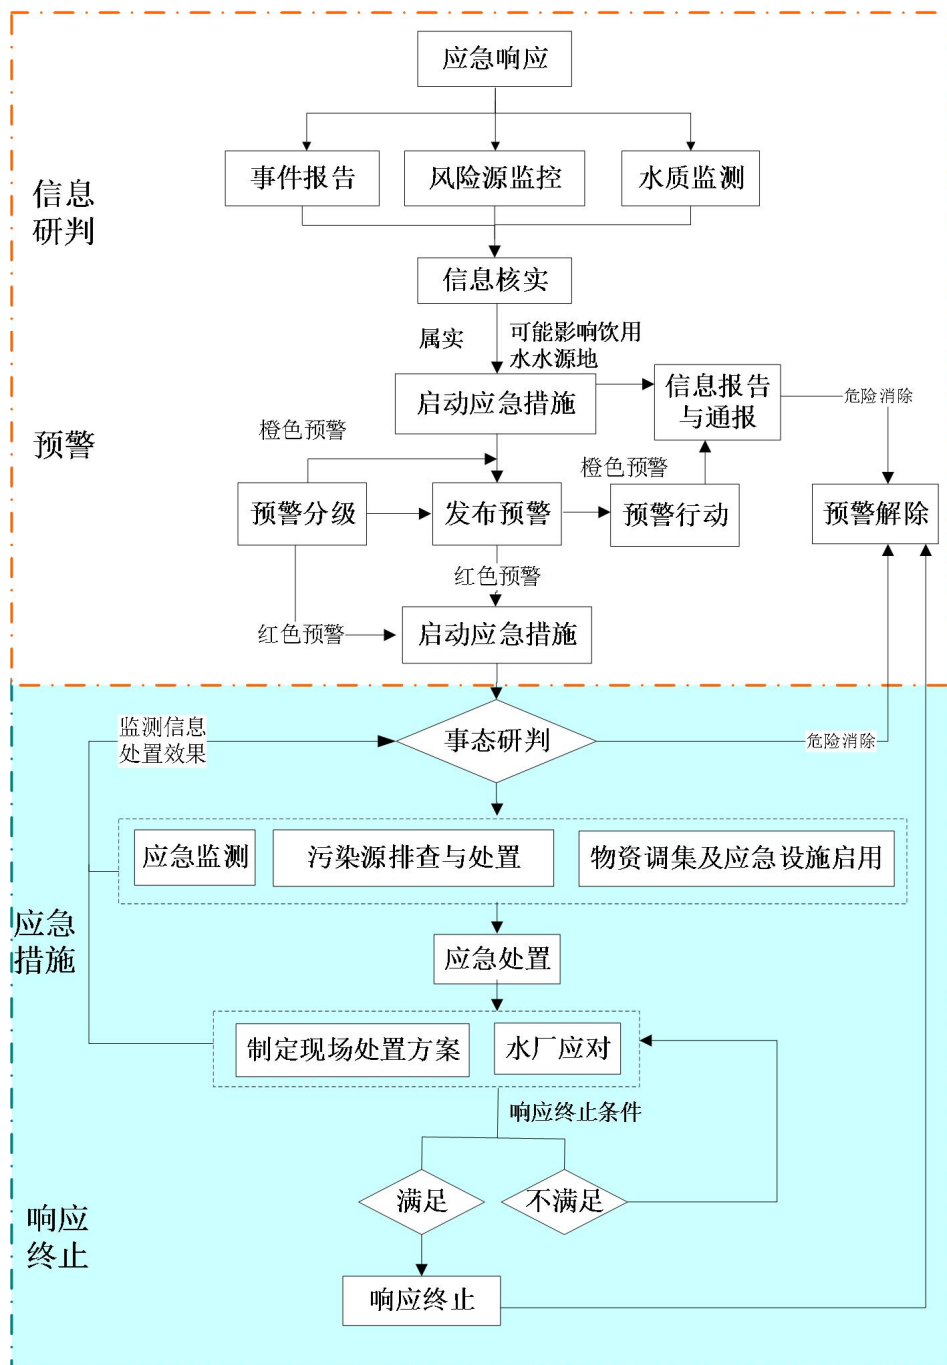 应急响应
事件报告
风险源监控
水质监测
信息
研判
信息核实
属实
可能影响饮用
水水源地
启动应急措施
信息报告
与通报
危险消除
橙色预警
预警
橙色预警
预警分级
发布预警
预警行动
预警解除
红色预警
红色预警
启动应急措施
监测信息
处置效果
事态研判
危险消除
应急监测
污染源排查与处置
物资调集及应急设施启用
应急
措施
应急处置
制定现场处置方案
水厂应对
响应终止条件
满足
不满足
响应
终止
响应终止